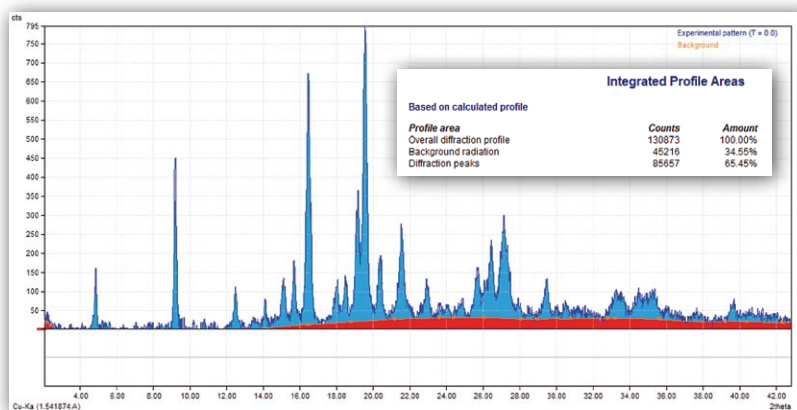 cts
795
Experimental pattern (T = 0.0)
Background
750
700
650
600
550
500
450
400
350
300
250
200
150
100
50
Integrated Profile Areas
Based on calculated profile
Profile area Counts Amount
Overall diffraction profile 130873 100.00%
Background radiation 45216 34.55%
Diffraction peaks 85657 65.45%
4.00 6.00 8.00 10.00 12.00 14.00 16.00 18.00 20.00 22.00 24.00 26.00 28.00 30.00 32.00 34.00 36.00 38.00 40.00 42.00
Cu-Ka (1.541874 A) 2theta